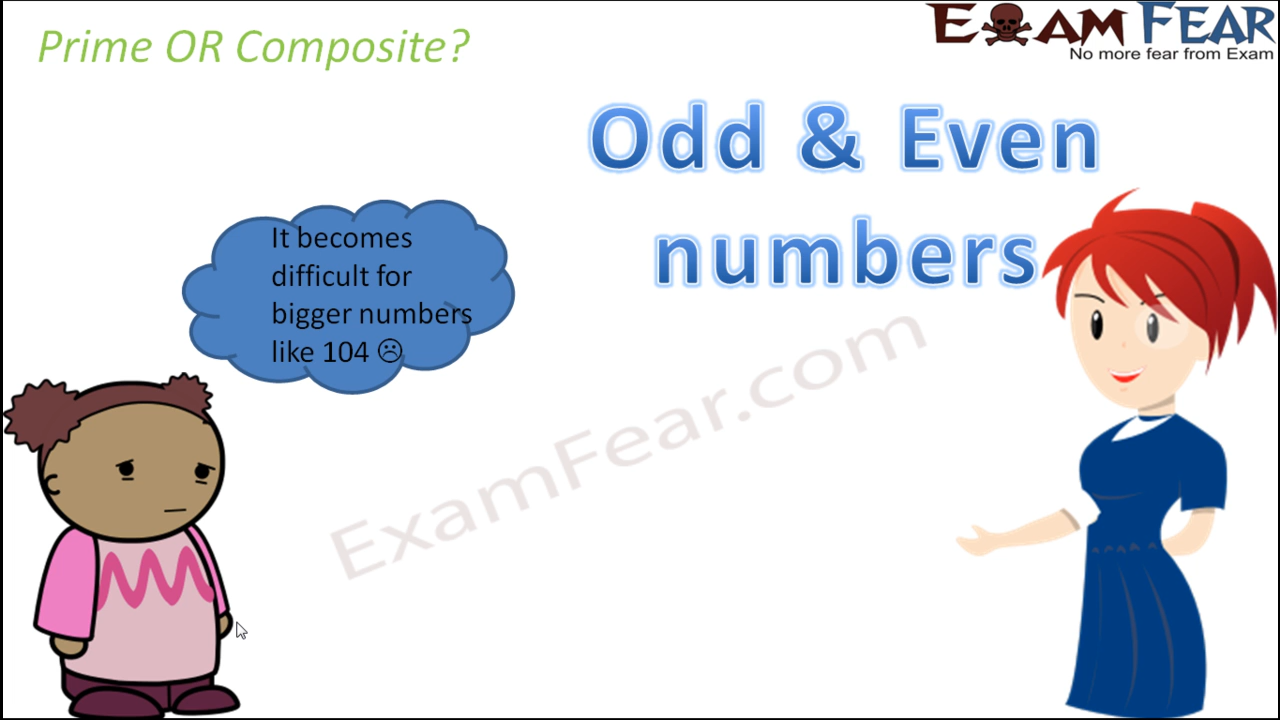 Prime OR Composite?
EXAM FEAR
No more fear from Exam
Odd & Even
numbers
It becomes
difficult for
bigger numbers
like 104 ☹
ExamFear.com